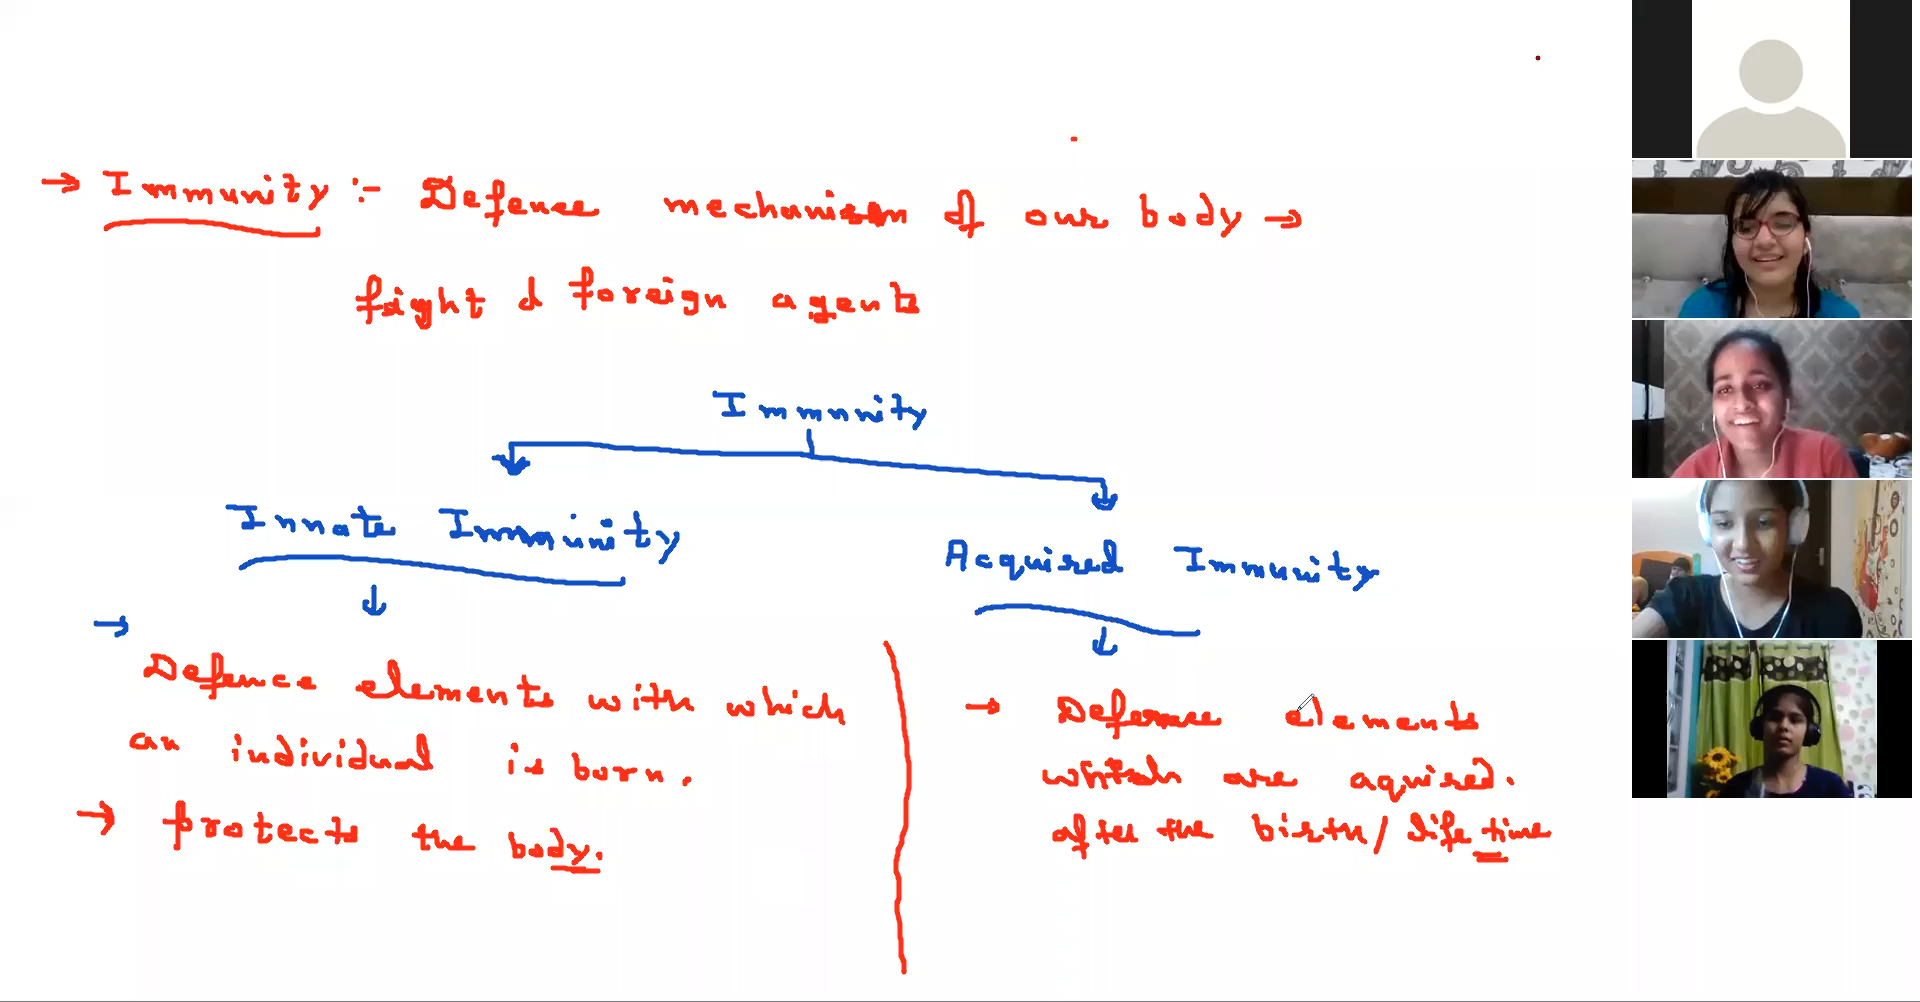 → Immunity :- Defence mechanism of our body →
fight d foreign agents
Immunity
Innate Immunity
Acquired Immunity
→ Defence elements with which
an individual is born.
→ protects the body.
→ Defence elements
which are aquired.
after the birth / life time